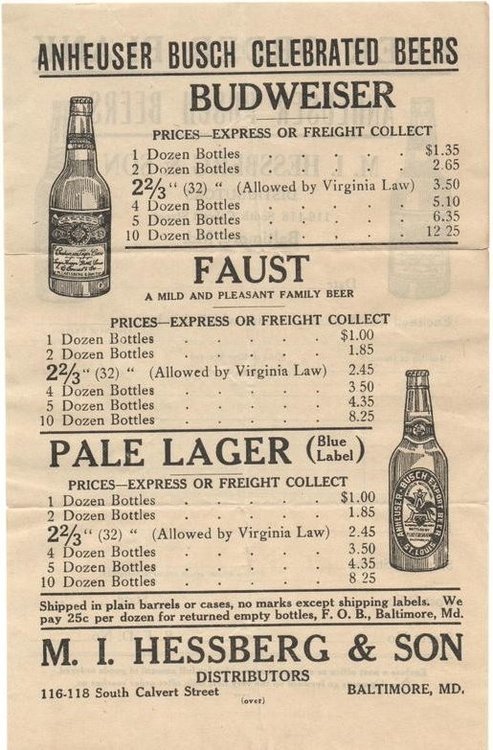 ANHEUSER BUSCH CELEBRATED BEERS
BUDWEISER
PRICES—EXPRESS OR FREIGHT COLLECT
1 Dozen Bottles . . . . . $1.35
2 Dozen Bottles . . . . . 2.65
2⅔ " (32) " (Allowed by Virginia Law) 3.50
4 Dozen Bottles . . . . . 5.10
5 Dozen Bottles . . . . . 6.35
10 Dozen Bottles . . . . . 12 25
FAUST
A MILD AND PLEASANT FAMILY BEER
PRICES—EXPRESS OR FREIGHT COLLECT
1 Dozen Bottles . . . . . $1.00
2 Dozen Bottles . . . . . 1.85
2⅔ " (32) " (Allowed by Virginia Law) 2.45
4 Dozen Bottles . . . . . 3 50
5 Dozen Bottles . . . . . 4.35
10 Dozen Bottles . . . . . 8.25
PALE LAGER (Blue Label)
PRICES—EXPRESS OR FREIGHT COLLECT
1 Dozen Bottles . . . . . $1.00
2 Dozen Bottles . . . . . 1.85
2⅔ " (32) " (Allowed by Virginia Law) 2.45
4 Dozen Bottles . . . . . 3.50
5 Dozen Bottles . . . . . 4.35
10 Dozen Bottles . . . . . 8 25
ANHEUSER-BUSCH EXPORT BEER
ST. LOUIS
Shipped in plain barrels or cases, no marks except shipping labels. We
pay 25c per dozen for returned empty bottles, F. O. B., Baltimore, Md.
M. I. HESSBERG & SON
DISTRIBUTORS
116-118 South Calvert Street BALTIMORE, MD.
(over)